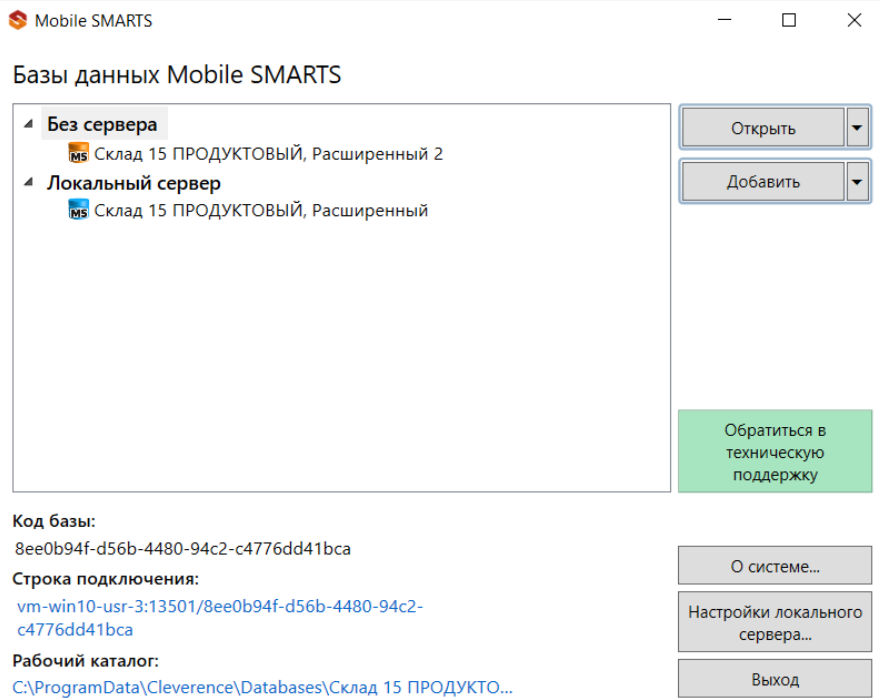 Mobile SMARTS
Базы данных Mobile SMARTS
Без сервера
Склад 15 ПРОДУКТОВЫЙ, Расширенный 2
Локальный сервер
Склад 15 ПРОДУКТОВЫЙ, Расширенный
Открыть
Добавить
Обратиться в
техническую
поддержку
Код базы:
8ee0b94f-d56b-4480-94c2-c4776dd41bca
Строка подключения:
vm-win10-usr-3:13501/8ee0b94f-d56b-4480-94c2-
c4776dd41bca
Рабочий каталог:
C:\ProgramData\Cleverence\Databases\Склад 15 ПРОДУКТО...
О системе...
Настройки локального
сервера...
Выход